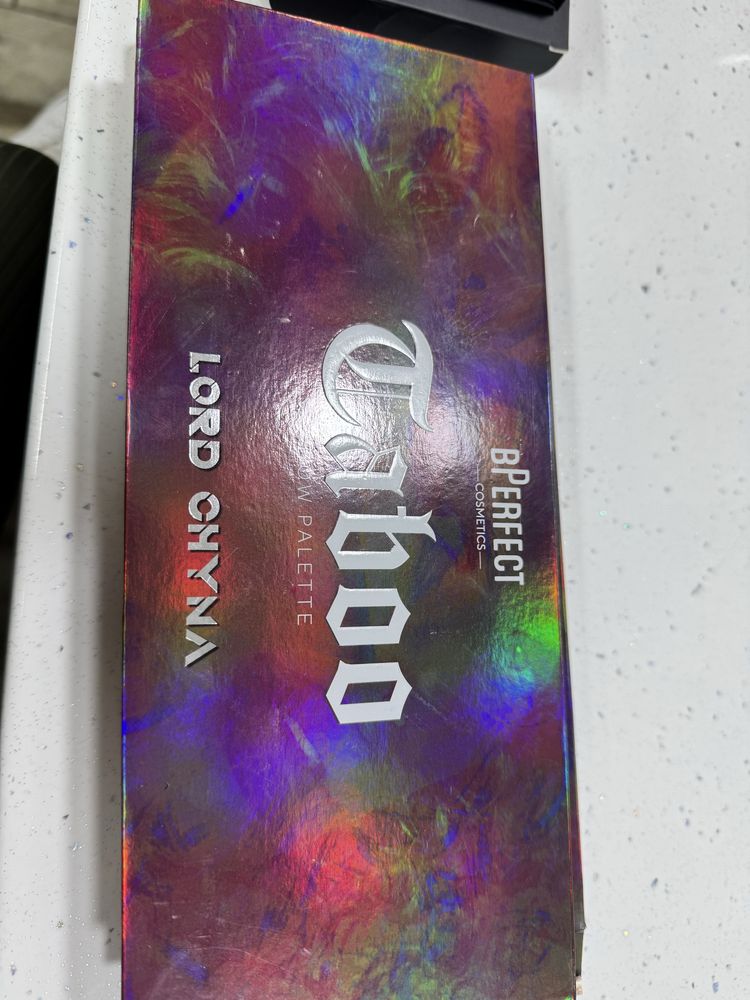 BPERFECT
COSMETICS
Taboo
W PALETTE
LORD CHYNA